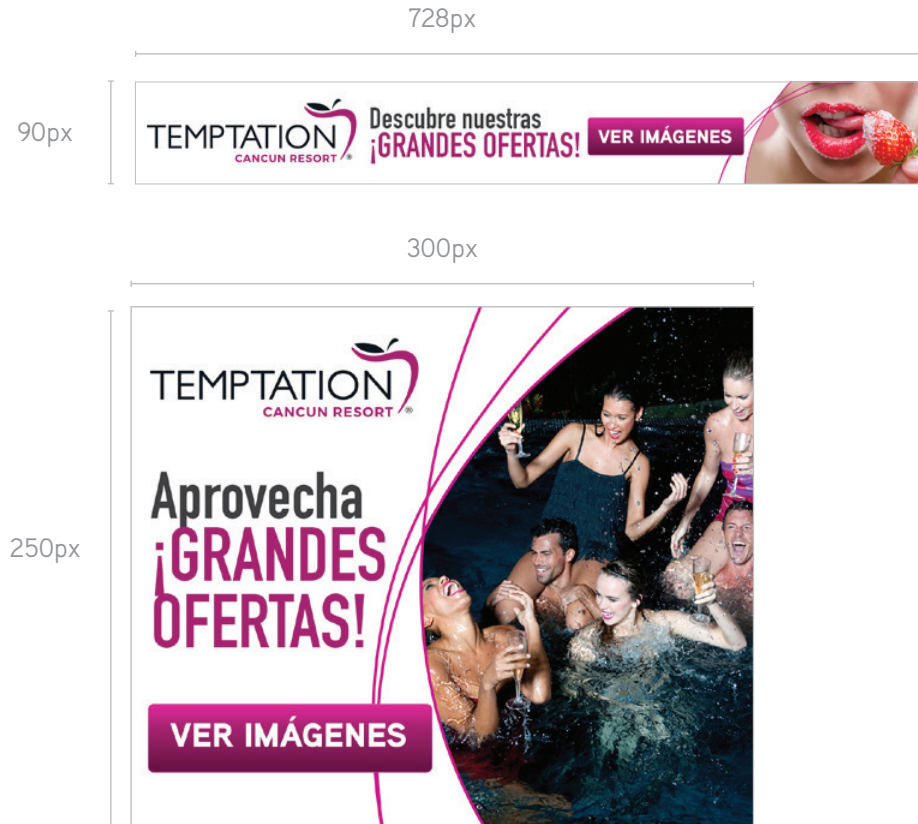 728px
90px
TEMPTATION
CANCUN RESORT ®
Descubre nuestras
¡GRANDES OFERTAS!
VER IMÁGENES
300px
250px
TEMPTATION
CANCUN RESORT ®
Aprovecha
¡GRANDES
OFERTAS!
VER IMÁGENES